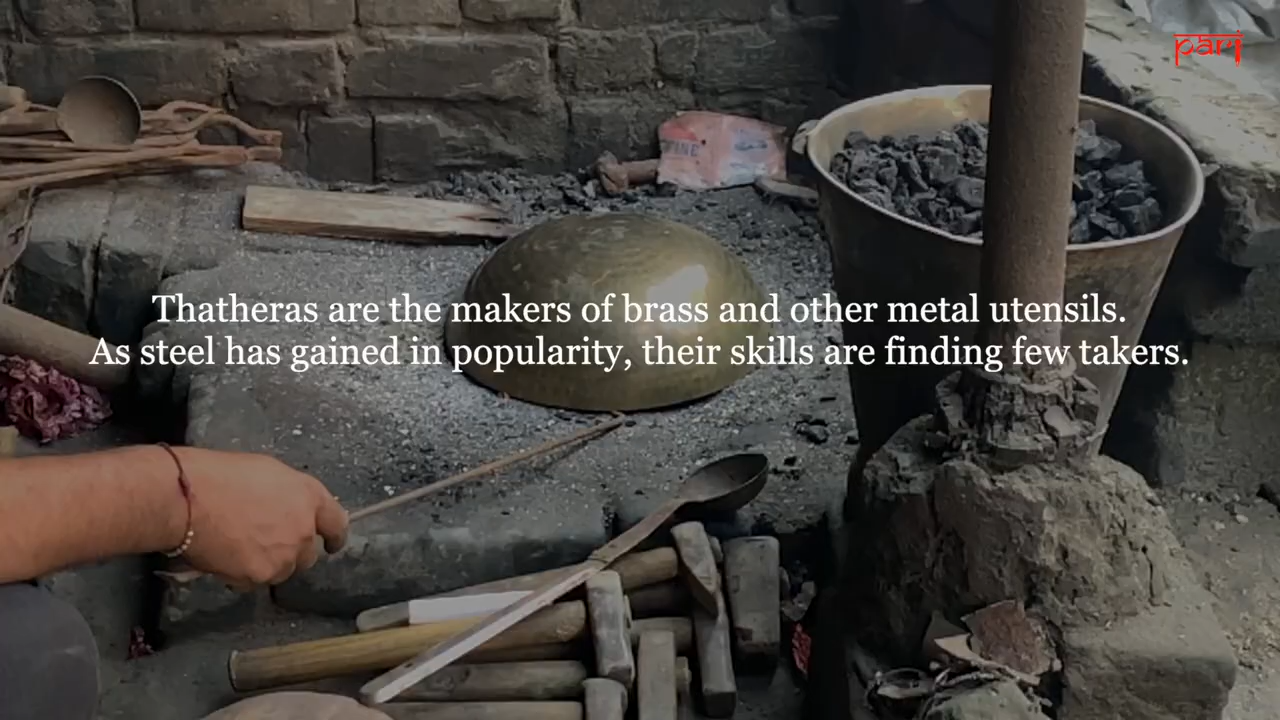 pari
Thatheras are the makers of brass and other metal utensils.
As steel has gained in popularity, their skills are finding few takers.